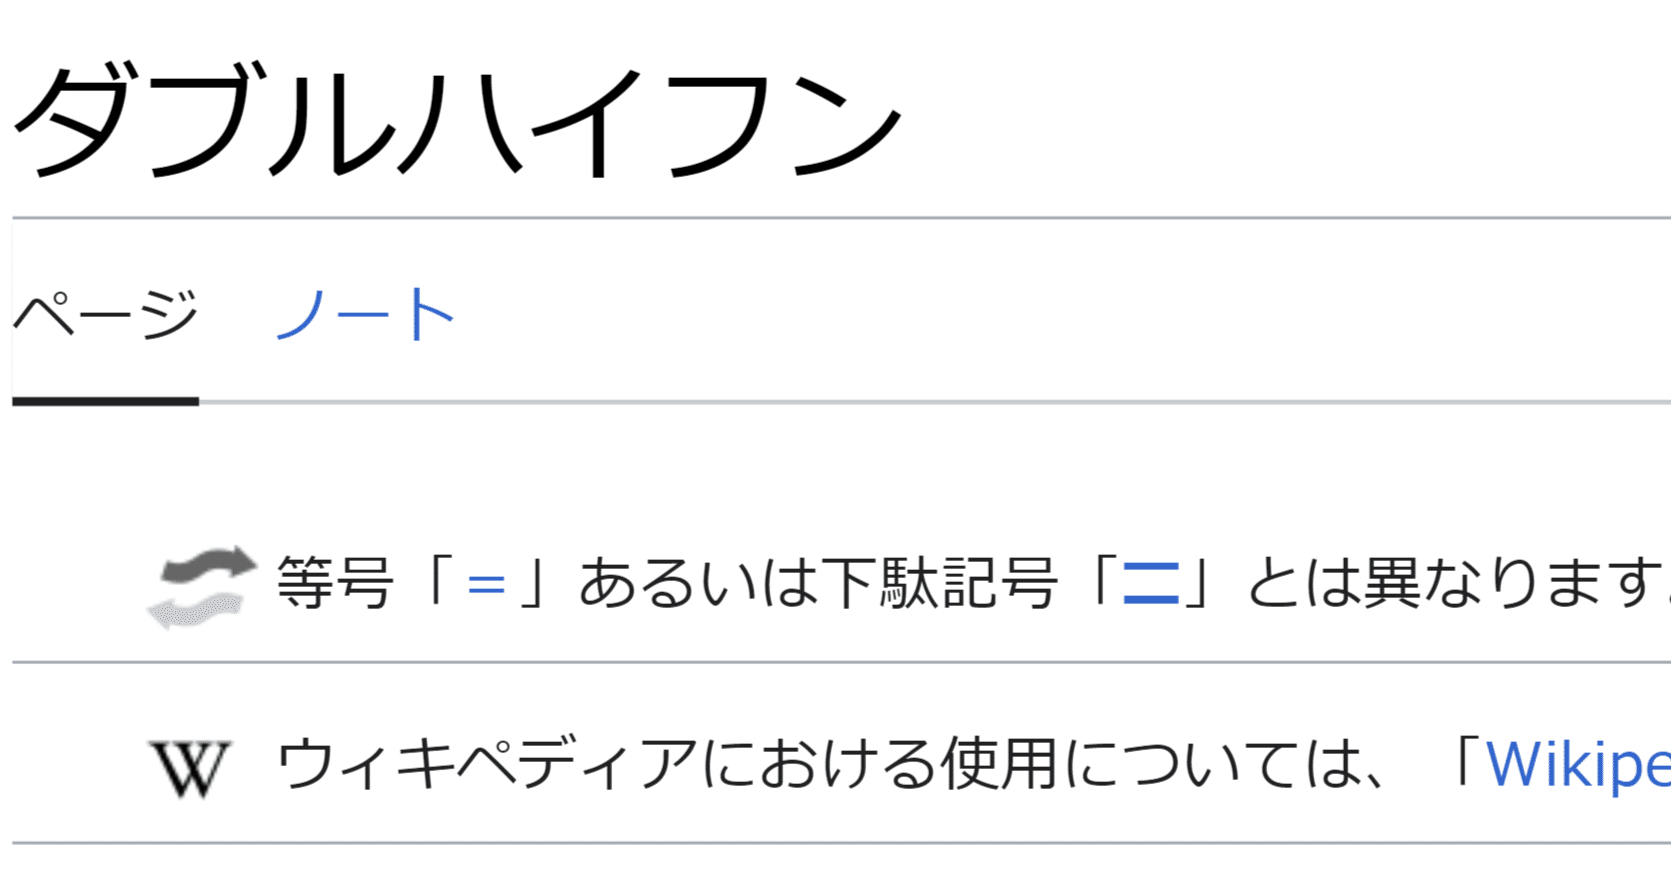 ダブルハイフン
ページ ノート
等号「=」あるいは下駄記号「〓」とは異なります。
ウィキペディアにおける使用については、「Wikipe